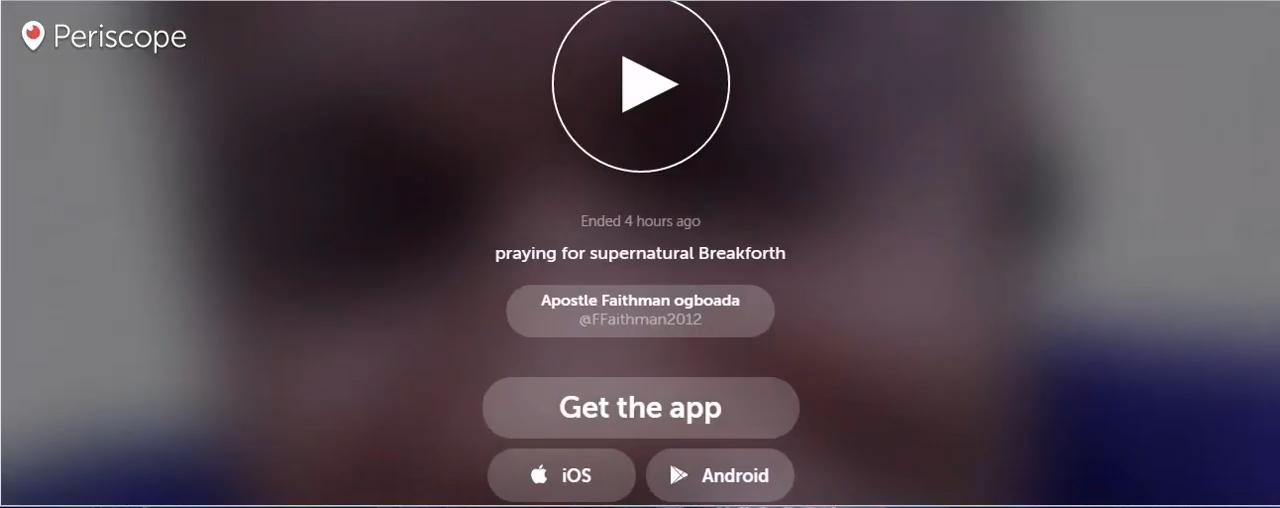 Periscope
Ended 4 hours ago
praying for supernatural Breakforth
Apostle Faithman ogboada
@FFaithman2012
Get the app
iOS
Android